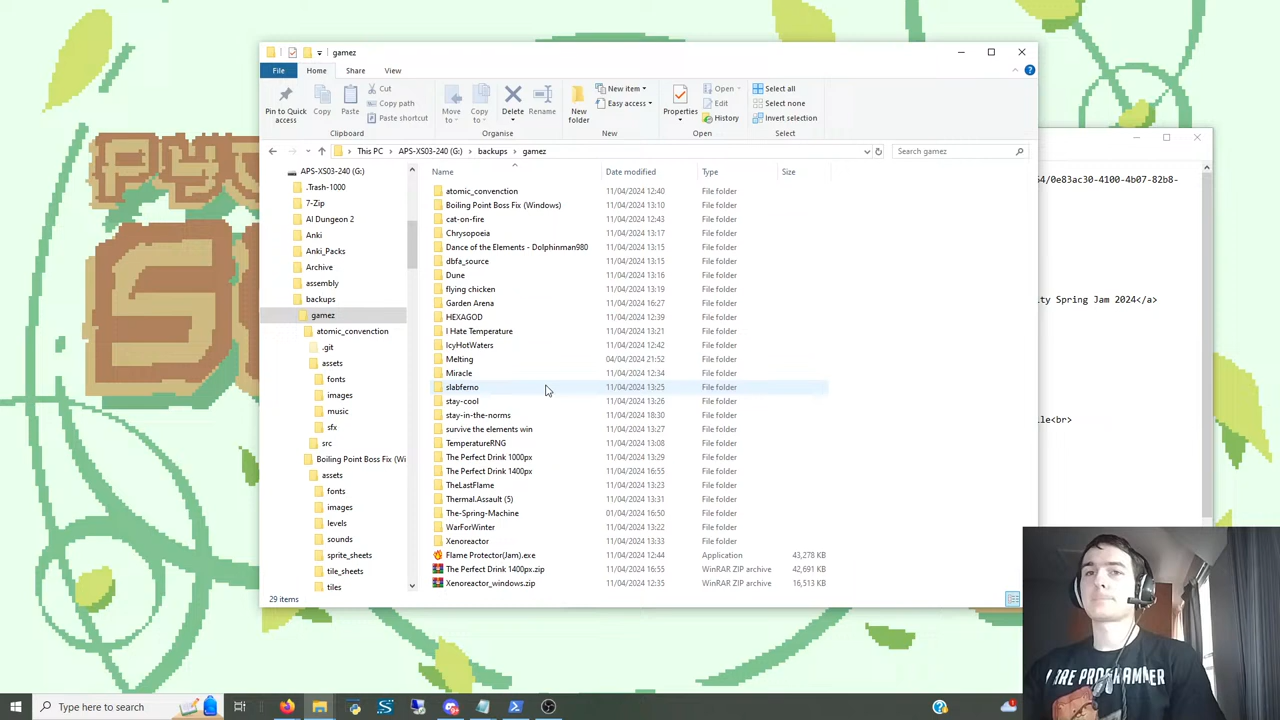 gamez
File
Home
Share
View
Pin to Quick access
Copy
Paste
Cut
Copy path
Paste shortcut
Move to
Copy to
Delete
Rename
New folder
New item
Easy access
Properties
Open
Edit
History
Select all
Select none
Invert selection
Clipboard
Organise
New
Open
Select
This PC > APS-XS03-240 (G:) > backups > gamez
Search gamez
Name
Date modified
Type
Size
APS-XS03-240 (G:)
.Trash-1000
7-Zip
AI Dungeon 2
Anki
Anki_Packs
Archive
assembly
backups
gamez
atomic_convenction
.git
assets
fonts
images
music
sfx
src
Boiling Point Boss Fix (Wi
assets
fonts
images
levels
sounds
sprite_sheets
tile_sheets
tiles
atomic_convenction 11/04/2024 12:40 File folder
Boiling Point Boss Fix (Windows) 11/04/2024 13:10 File folder
cat-on-fire 11/04/2024 12:43 File folder
Chrysopoeia 11/04/2024 13:17 File folder
Dance of the Elements - Dolphinman980 11/04/2024 13:15 File folder
dbfa_source 11/04/2024 13:16 File folder
Dune 11/04/2024 12:41 File folder
flying chicken 11/04/2024 13:19 File folder
Garden Arena 11/04/2024 16:27 File folder
HEXAGOD 11/04/2024 12:39 File folder
I Hate Temperature 11/04/2024 13:21 File folder
IcyHotWaters 11/04/2024 12:42 File folder
Melting 04/04/2024 21:52 File folder
Miracle 11/04/2024 12:34 File folder
slabferno 11/04/2024 13:25 File folder
stay-cool 11/04/2024 13:26 File folder
stay-in-the-norms 11/04/2024 18:30 File folder
survive the elements win 11/04/2024 13:27 File folder
TemperatureRNG 11/04/2024 13:08 File folder
The Perfect Drink 1000px 11/04/2024 13:29 File folder
The Perfect Drink 1400px 11/04/2024 16:55 File folder
TheLastFlame 11/04/2024 13:23 File folder
Thermal.Assault (5) 11/04/2024 13:31 File folder
The-Spring-Machine 01/04/2024 16:50 File folder
WarForWinter 11/04/2024 13:22 File folder
Xenoreactor 11/04/2024 13:33 File folder
Flame Protector(Jam).exe 11/04/2024 12:44 Application 43,278 KB
The Perfect Drink 1400px.zip 11/04/2024 16:55 WinRAR ZIP archive 42,691 KB
Xenoreactor_windows.zip 11/04/2024 12:35 WinRAR ZIP archive 16,513 KB
29 items
54/0e83ac30-4100-4b07-82b8-
ity Spring Jam 2024</a>
le<br>
Type here to search